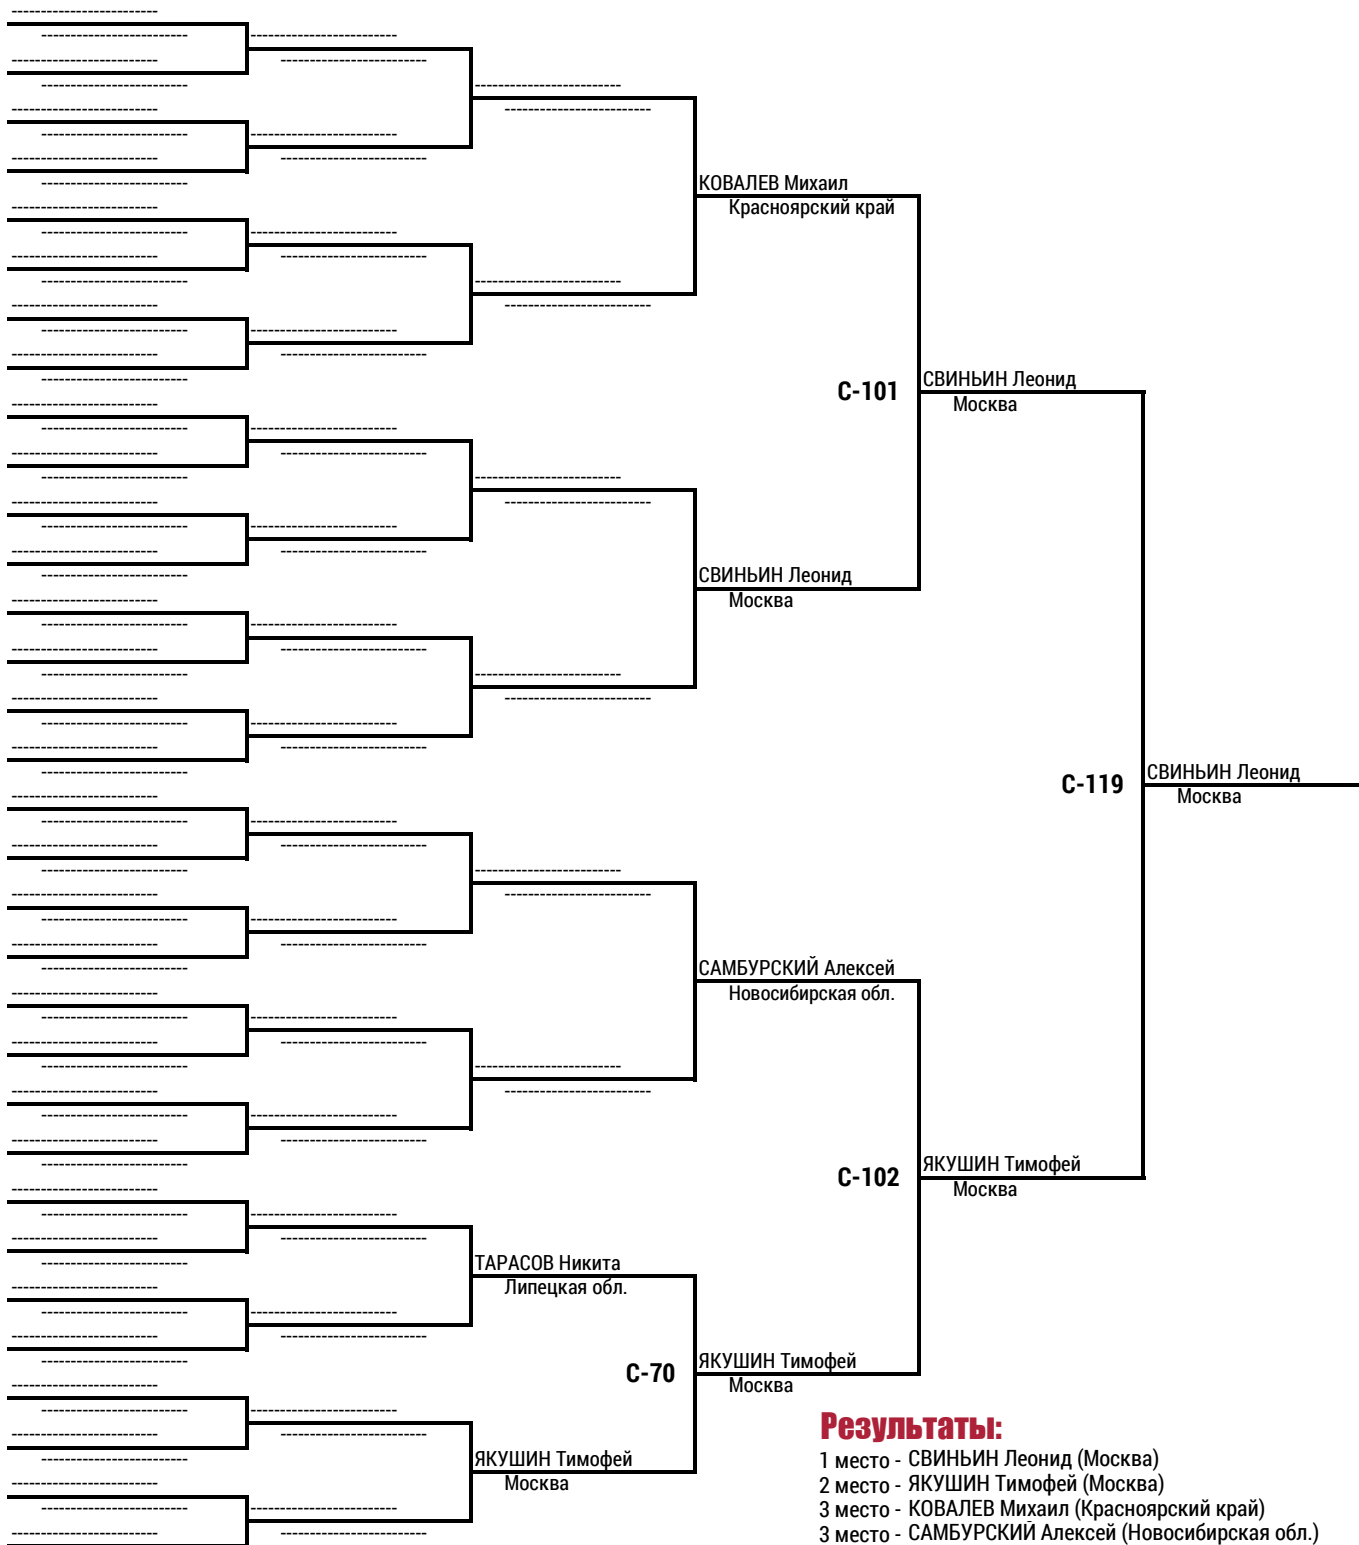 КОВАЛЕВ Михаил
Красноярский край
С-101
СВИНЬИН Леонид
Москва
СВИНЬИН Леонид
Москва
С-119
СВИНЬИН Леонид
Москва
САМБУРСКИЙ Алексей
Новосибирская обл.
С-102
ЯКУШИН Тимофей
Москва
ТАРАСОВ Никита
Липецкая обл.
С-70
ЯКУШИН Тимофей
Москва
ЯКУШИН Тимофей
Москва
Результаты:
1 место - СВИНЬИН Леонид (Москва)
2 место - ЯКУШИН Тимофей (Москва)
3 место - КОВАЛЕВ Михаил (Красноярский край)
3 место - САМБУРСКИЙ Алексей (Новосибирская обл.)